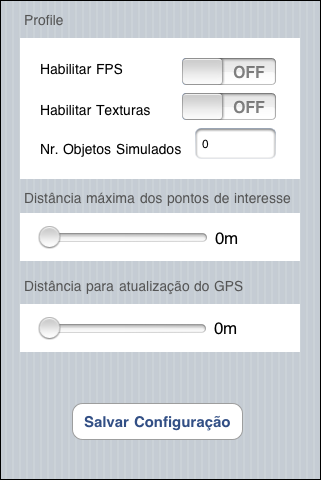 Profile
Habilitar FPS OFF
Habilitar Texturas OFF
Nr. Objetos Simulados 0
Distância máxima dos pontos de interesse
0m
Distância para atualização do GPS
0m
Salvar Configuração